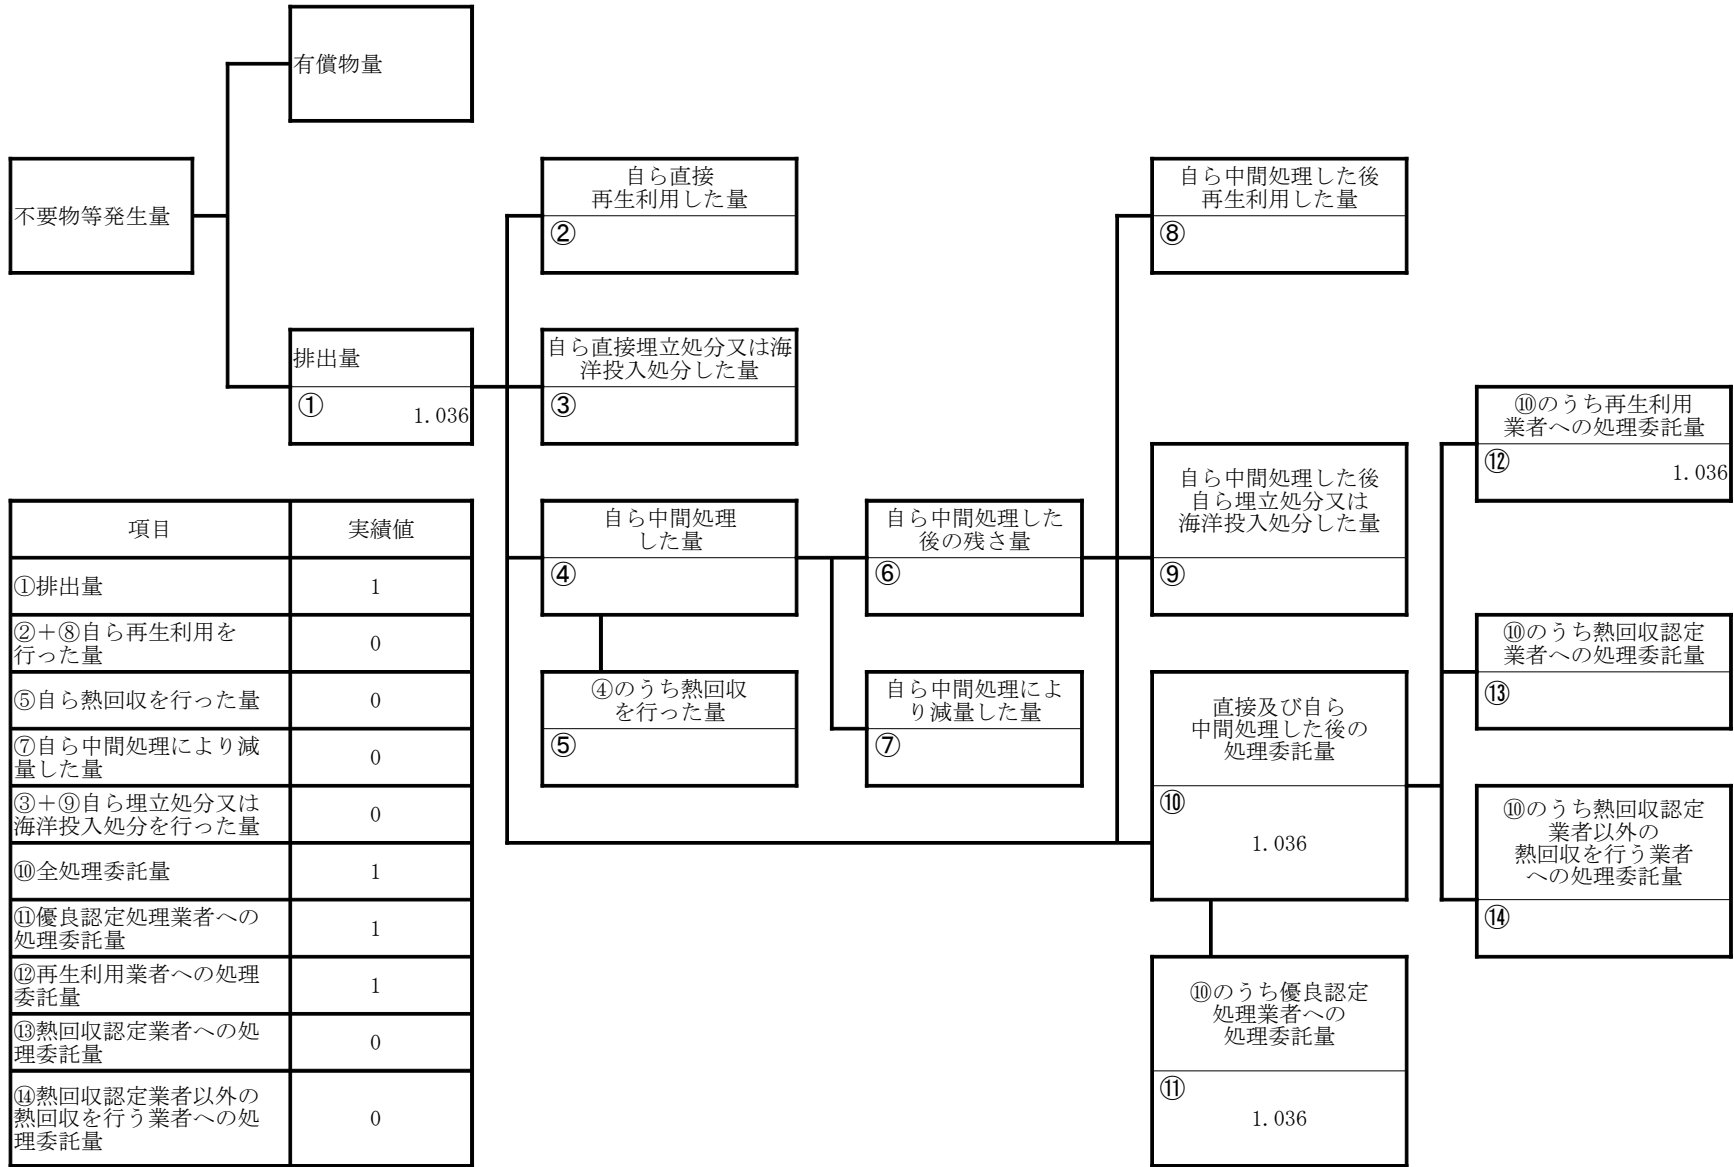 有償物量
不要物等発生量
自ら直接
再生利用した量
②
自ら中間処理した後
再生利用した量
⑧
排出量
① 1.036
自ら直接埋立処分又は海
洋投入処分した量
③
⑩のうち再生利用
業者への処理委託量
⑫ 1.036
自ら中間処理
した量
④
自ら中間処理した
後の残さ量
⑥
自ら中間処理した後
自ら埋立処分又は
海洋投入処分した量
⑨
⑩のうち熱回収認定
業者への処理委託量
⑬
④のうち熱回収
を行った量
⑤
自ら中間処理によ
り減量した量
⑦
直接及び自ら
中間処理した後の
処理委託量
⑩
1.036
⑩のうち熱回収認定
業者以外の
熱回収を行う業者
への処理委託量
⑭
⑩のうち優良認定
処理業者への
処理委託量
⑪
1.036
項目 実績値
①排出量 1
②+⑧自ら再生利用を
行った量 0
⑤自ら熱回収を行った量 0
⑦自ら中間処理により減
量した量 0
③+⑨自ら埋立処分又は
海洋投入処分を行った量 0
⑩全処理委託量 1
⑪優良認定処理業者への
処理委託量 1
⑫再生利用業者への処理
委託量 1
⑬熱回収認定業者への処
理委託量 0
⑭熱回収認定業者以外の
熱回収を行う業者への処
理委託量 0